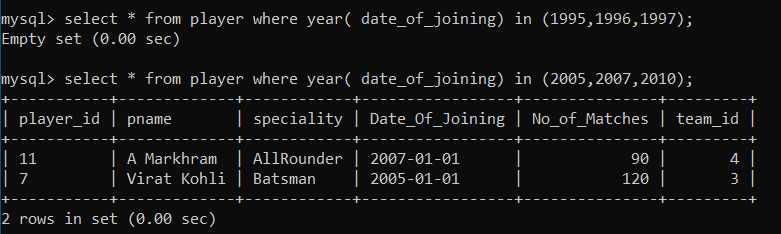 mysql> select * from player where year( date_of_joining) in (1995,1996,1997);
Empty set (0.00 sec)
mysql> select * from player where year( date_of_joining) in (2005,2007,2010);
+-----------+-------------+------------+-----------------+---------------+---------+
| player_id | pname       | speciality | Date_Of_Joining | No_of_Matches | team_id |
+-----------+-------------+------------+-----------------+---------------+---------+
| 11        | A Markhram  | AllRounder | 2007-01-01      |            90 |       4 |
| 7         | Virat Kohli | Batsman    | 2005-01-01      |           120 |       3 |
+-----------+-------------+------------+-----------------+---------------+---------+
2 rows in set (0.00 sec)